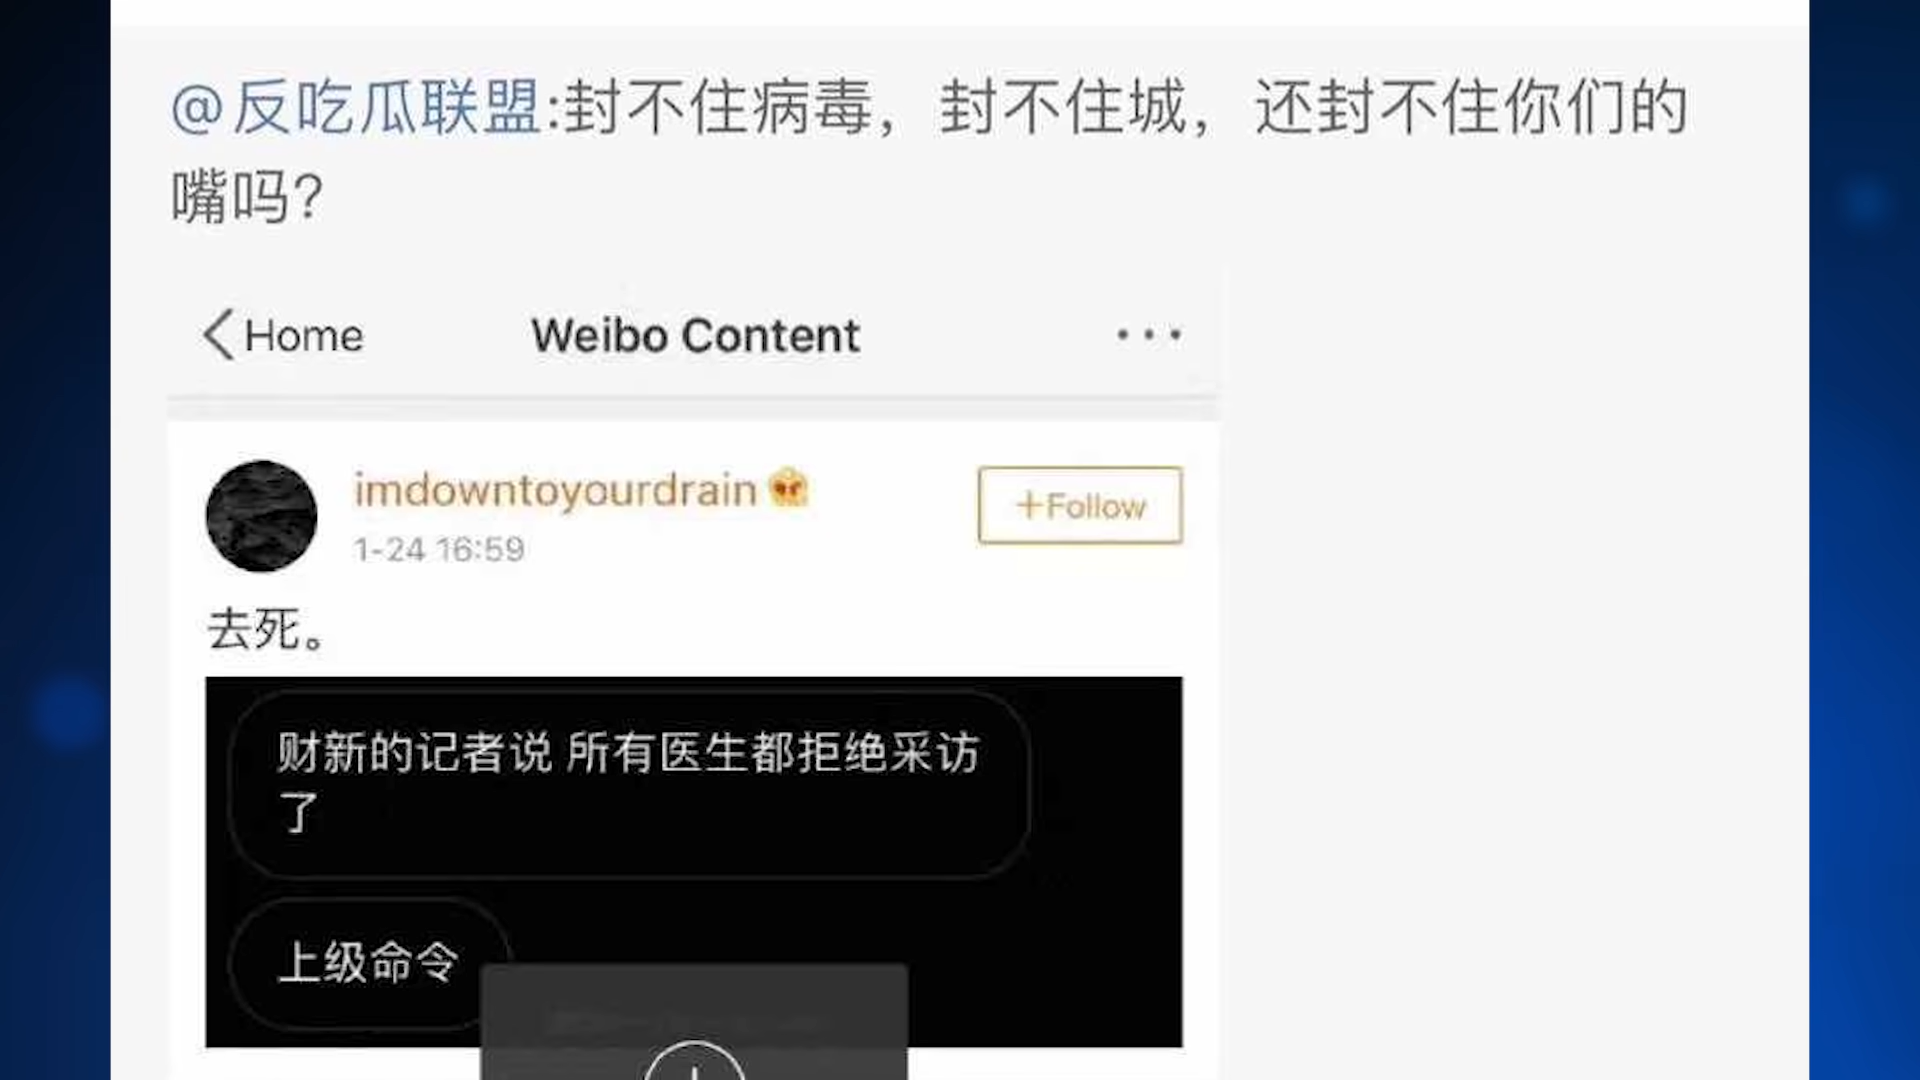 @反吃瓜联盟:封不住病毒，封不住城，还封不住你们的
嘴吗？
Home
Weibo Content
imdowntoyourdrain
+Follow
1-24 16:59
去死。
财新的记者说 所有医生都拒绝采访
了
上级命令